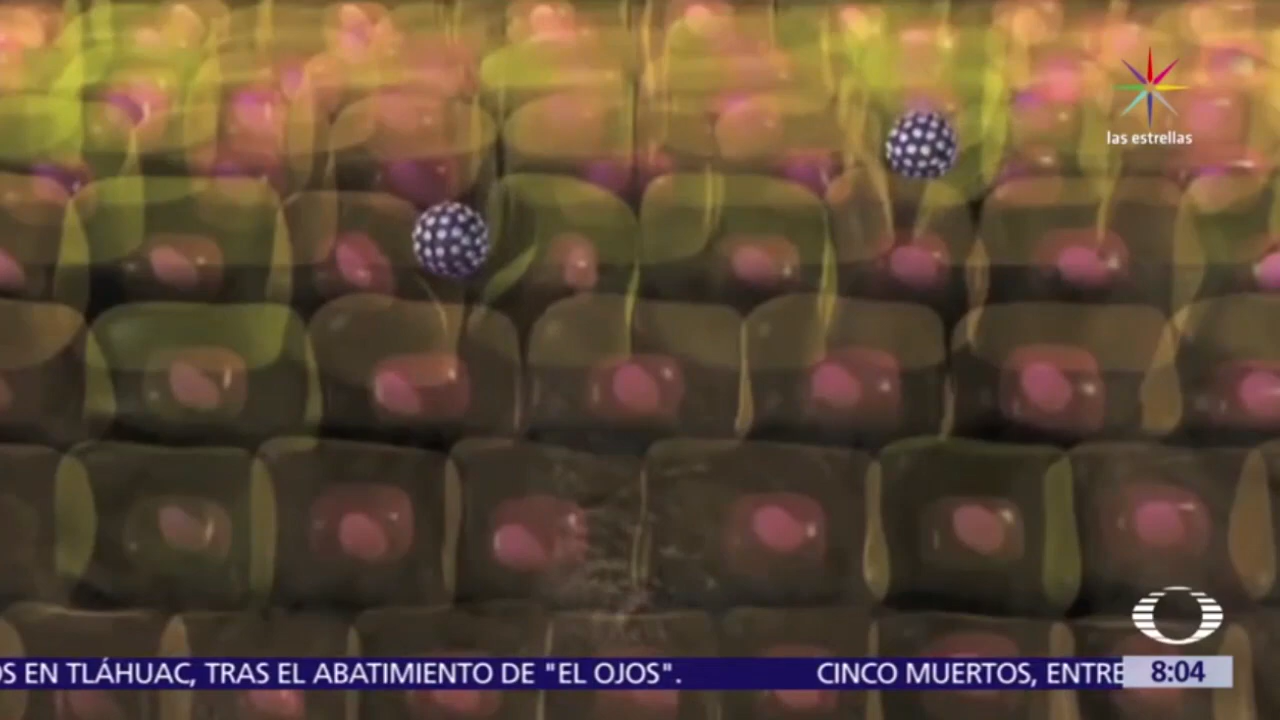 las estrellas
OS EN TLÁHUAC, TRAS EL ABATIMIENTO DE "EL OJOS". CINCO MUERTOS, ENTRE
8:04